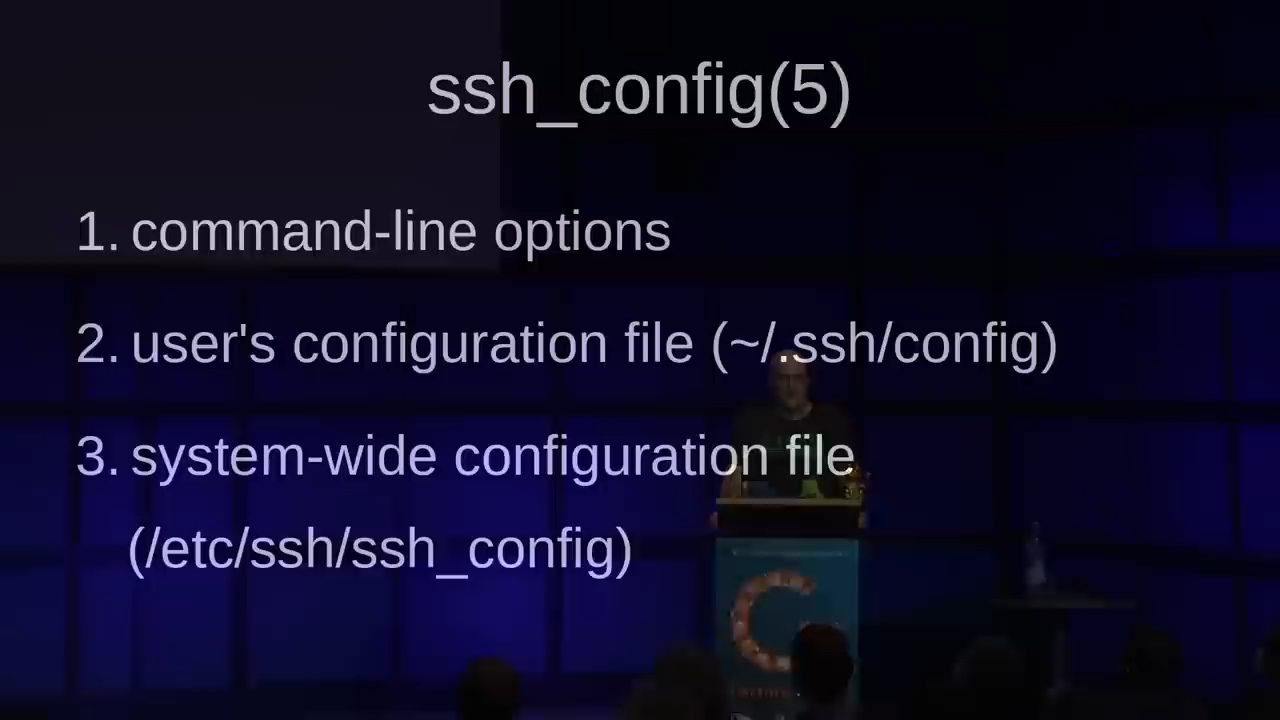 ssh_config(5)
1. command-line options
2. user's configuration file (~/.ssh/config)
3. system-wide configuration file
(/etc/ssh/ssh_config)